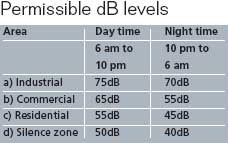 Permissible dB levels
Area Day time Night time
6 am to 10 pm to
10 pm 6 am
a) Industrial 75dB 70dB
b) Commercial 65dB 55dB
c) Residential 55dB 45dB
d) Silence zone 50dB 40dB